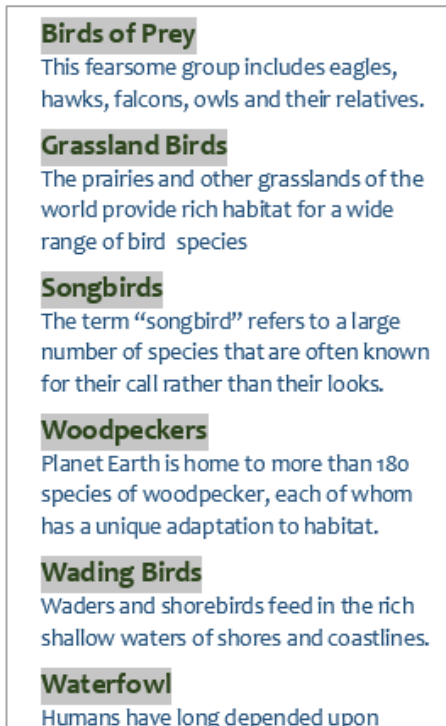 Birds of Prey
This fearsome group includes eagles,
hawks, falcons, owls and their relatives.
Grassland Birds
The prairies and other grasslands of the
world provide rich habitat for a wide
range of bird  species
Songbirds
The term “songbird” refers to a large
number of species that are often known
for their call rather than their looks.
Woodpeckers
Planet Earth is home to more than 180
species of woodpecker, each of whom
has a unique adaptation to habitat.
Wading Birds
Waders and shorebirds feed in the rich
shallow waters of shores and coastlines.
Waterfowl
Humans have long depended upon